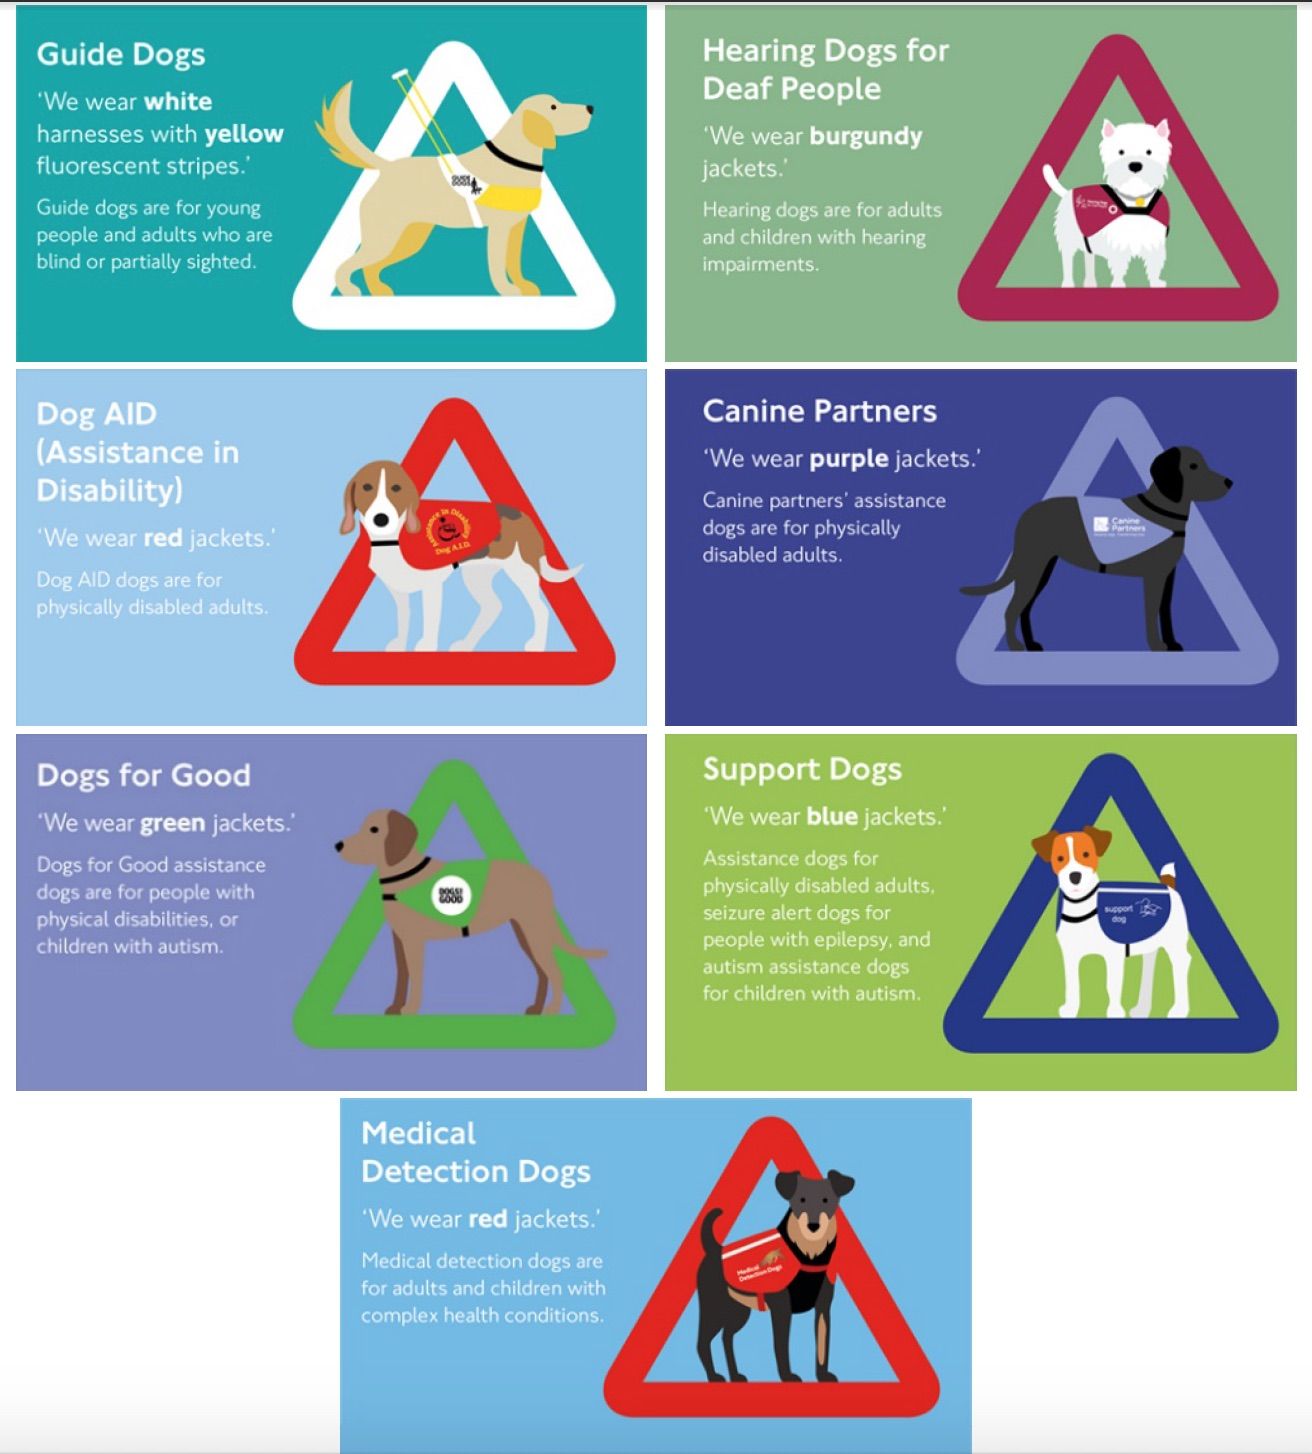 Guide Dogs
‘We wear white
harnesses with yellow
fluorescent stripes.’
Guide dogs are for young
people and adults who are
blind or partially sighted.
GUIDE
DOGS
Hearing Dogs for
Deaf People
‘We wear burgundy
jackets.’
Hearing dogs are for adults
and children with hearing
impairments.
Dog AID
(Assistance in
Disability)
‘We wear red jackets.’
Dog AID dogs are for
physically disabled adults.
Assistance in Disability
Dog A.I.D.
Canine Partners
‘We wear purple jackets.’
Canine partners’ assistance
dogs are for physically
disabled adults.
Canine
Partners
Dogs for Good
‘We wear green jackets.’
Dogs for Good assistance
dogs are for people with
physical disabilities, or
children with autism.
DOGS
GOOD
Support Dogs
‘We wear blue jackets.’
Assistance dogs for
physically disabled adults,
seizure alert dogs for
people with epilepsy, and
autism assistance dogs
for children with autism.
support
dog
Medical
Detection Dogs
‘We wear red jackets.’
Medical detection dogs are
for adults and children with
complex health conditions.
Medical
Detection Dogs